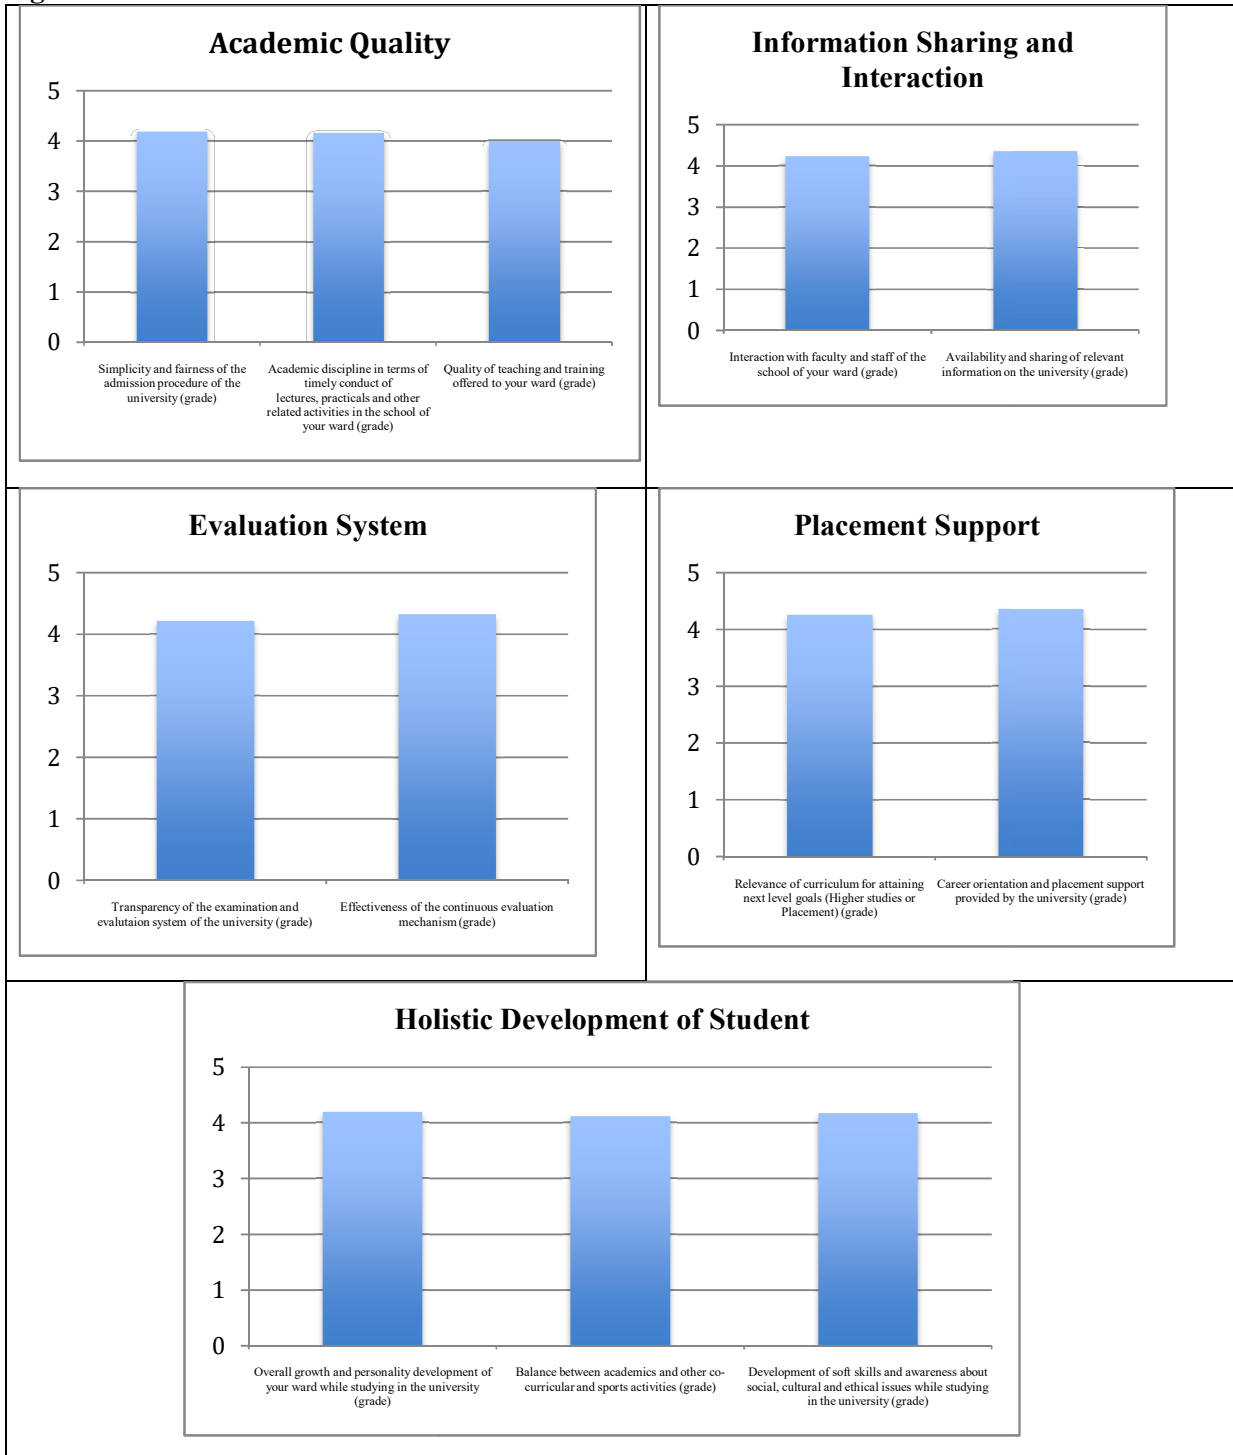 Academic Quality
5
4
3
2
1
0
Simplicity and fairness of the
admission procedure of the
university (grade)
Academic discipline in terms of
timely conduct of
lectures, practicals and other
related activities in the school of
your ward (grade)
Quality of teaching and training
offered to your ward (grade)
Information Sharing and
Interaction
5
4
3
2
1
0
Interaction with faculty and staff of the
school of your ward (grade)
Availability and sharing of relevant
information on the university (grade)
Evaluation System
5
4
3
2
1
0
Transparency of the examination and
evalutaion system of the university (grade)
Effectiveness of the continuous evaluation
mechanism (grade)
Placement Support
5
4
3
2
1
0
Relevance of curriculum for attaining
next level goals (Higher studies or
Placement) (grade)
Career orientation and placement support
provided by the university (grade)
Holistic Development of Student
5
4
3
2
1
0
Overall growth and personality development of
your ward while studying in the university
(grade)
Balance between academics and other co-
curricular and sports activities (grade)
Development of soft skills and awareness about
social, cultural and ethical issues while studying
in the university (grade)